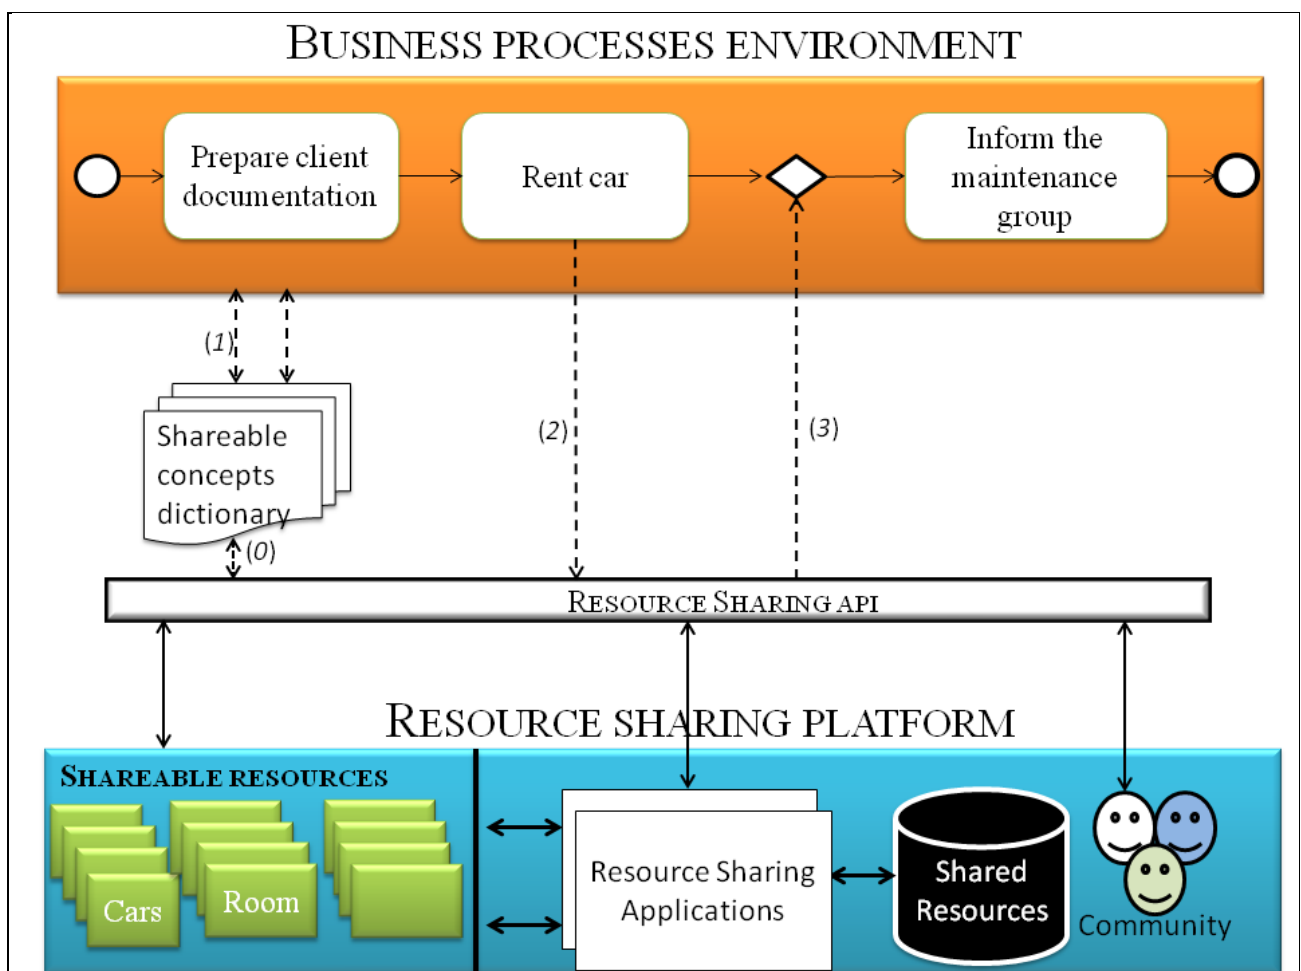 BUSINESS PROCESSES ENVIRONMENT
Prepare client
documentation
Rent car
Inform the
maintenance
group
(1)
Shareable
concepts
dictionary
(2)
(3)
(0)
RESOURCE SHARING API
RESOURCE SHARING PLATFORM
SHAREABLE RESOURCES
Cars
Room
Resource Sharing
Applications
Shared
Resources
Community